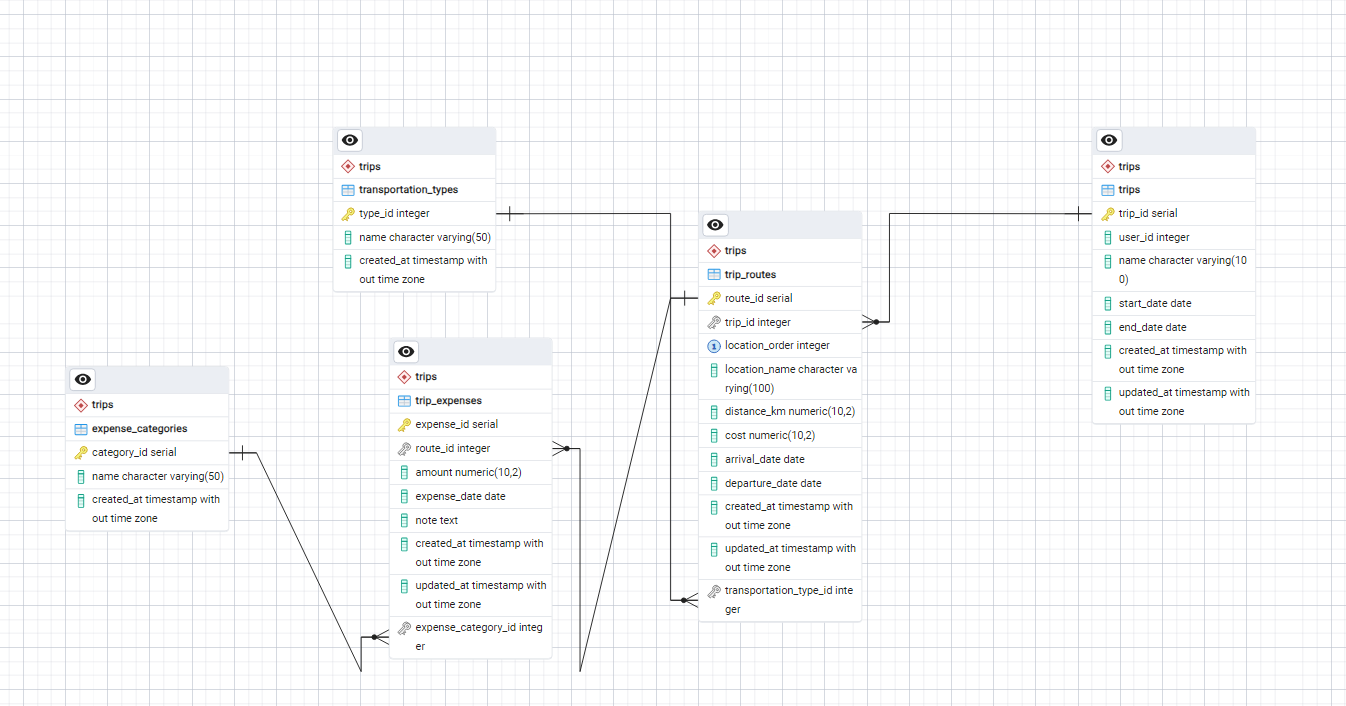 trips
transportation_types
type_id integer
name character varying(50)
created_at timestamp with
out time zone
trips
expense_categories
category_id serial
name character varying(50)
created_at timestamp with
out time zone
trips
trip_expenses
expense_id serial
route_id integer
amount numeric(10,2)
expense_date date
note text
created_at timestamp with
out time zone
updated_at timestamp with
out time zone
expense_category_id integ
er
trips
trip_routes
route_id serial
trip_id integer
1 location_order integer
location_name character va
rying(100)
distance_km numeric(10,2)
cost numeric(10,2)
arrival_date date
departure_date date
created_at timestamp with
out time zone
updated_at timestamp with
out time zone
transportation_type_id inte
ger
trips
trips
trip_id serial
user_id integer
name character varying(10
0)
start_date date
end_date date
created_at timestamp with
out time zone
updated_at timestamp with
out time zone